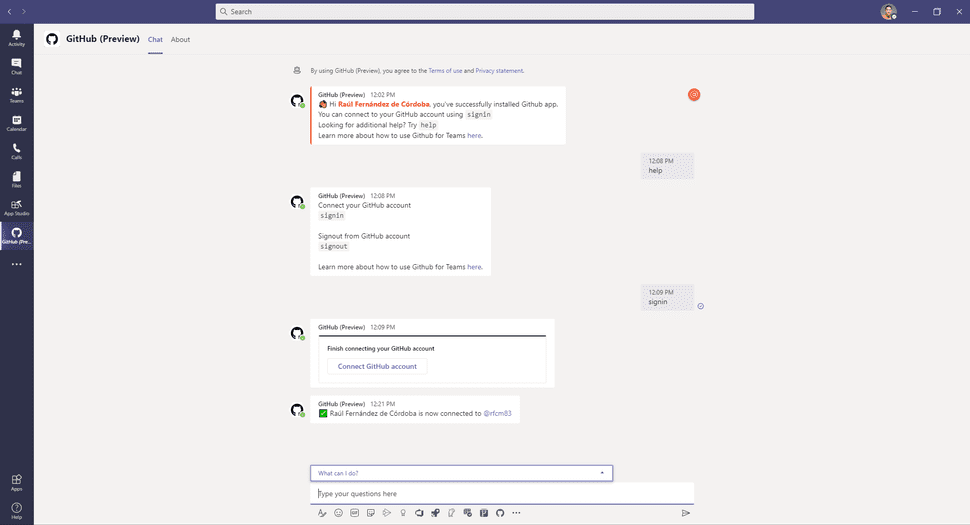 Search
GitHub (Preview)
Chat
About
Activity
Chat
Teams
Calendar
Calls
Files
App Studio
GitHub (Pre...
Apps
Help
By using GitHub (Preview), you agree to the Terms of use and Privacy statement.
GitHub (Preview) 12:02 PM
Hi Raúl Fernández de Córdoba, you've successfully installed Github app.
You can connect to your GitHub account using signin
Looking for additional help? Try help
Learn more about how to use Github for Teams here.
12:08 PM
help
GitHub (Preview) 12:08 PM
Connect your GitHub account
signin
Signout from GitHub account
signout
Learn more about how to use Github for Teams here.
12:09 PM
signin
GitHub (Preview) 12:09 PM
Finish connecting your GitHub account
Connect GitHub account
GitHub (Preview) 12:21 PM
Raúl Fernández de Córdoba is now connected to @rfcm83
What can I do?
Type your questions here
GIF